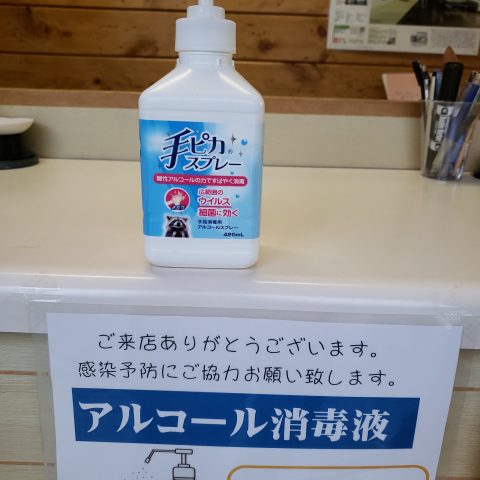 手ピカ
スプレー
酸性アルコールの力ですばやく消毒
広範囲の
ウイルス
細菌に効く
手指消毒用
アルコールスプレー
420mL
ご来店ありがとうございます。
感染予防にご協力お願い致します。
アルコール消毒液